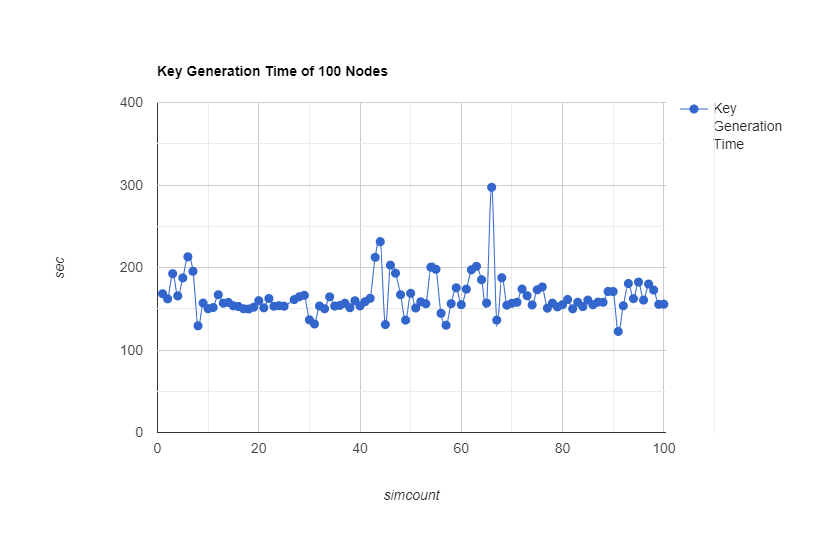 Key Generation Time of 100 Nodes
400
300
200
100
0
sec
0 20 40 60 80 100
simcount
Key
Generation
Time